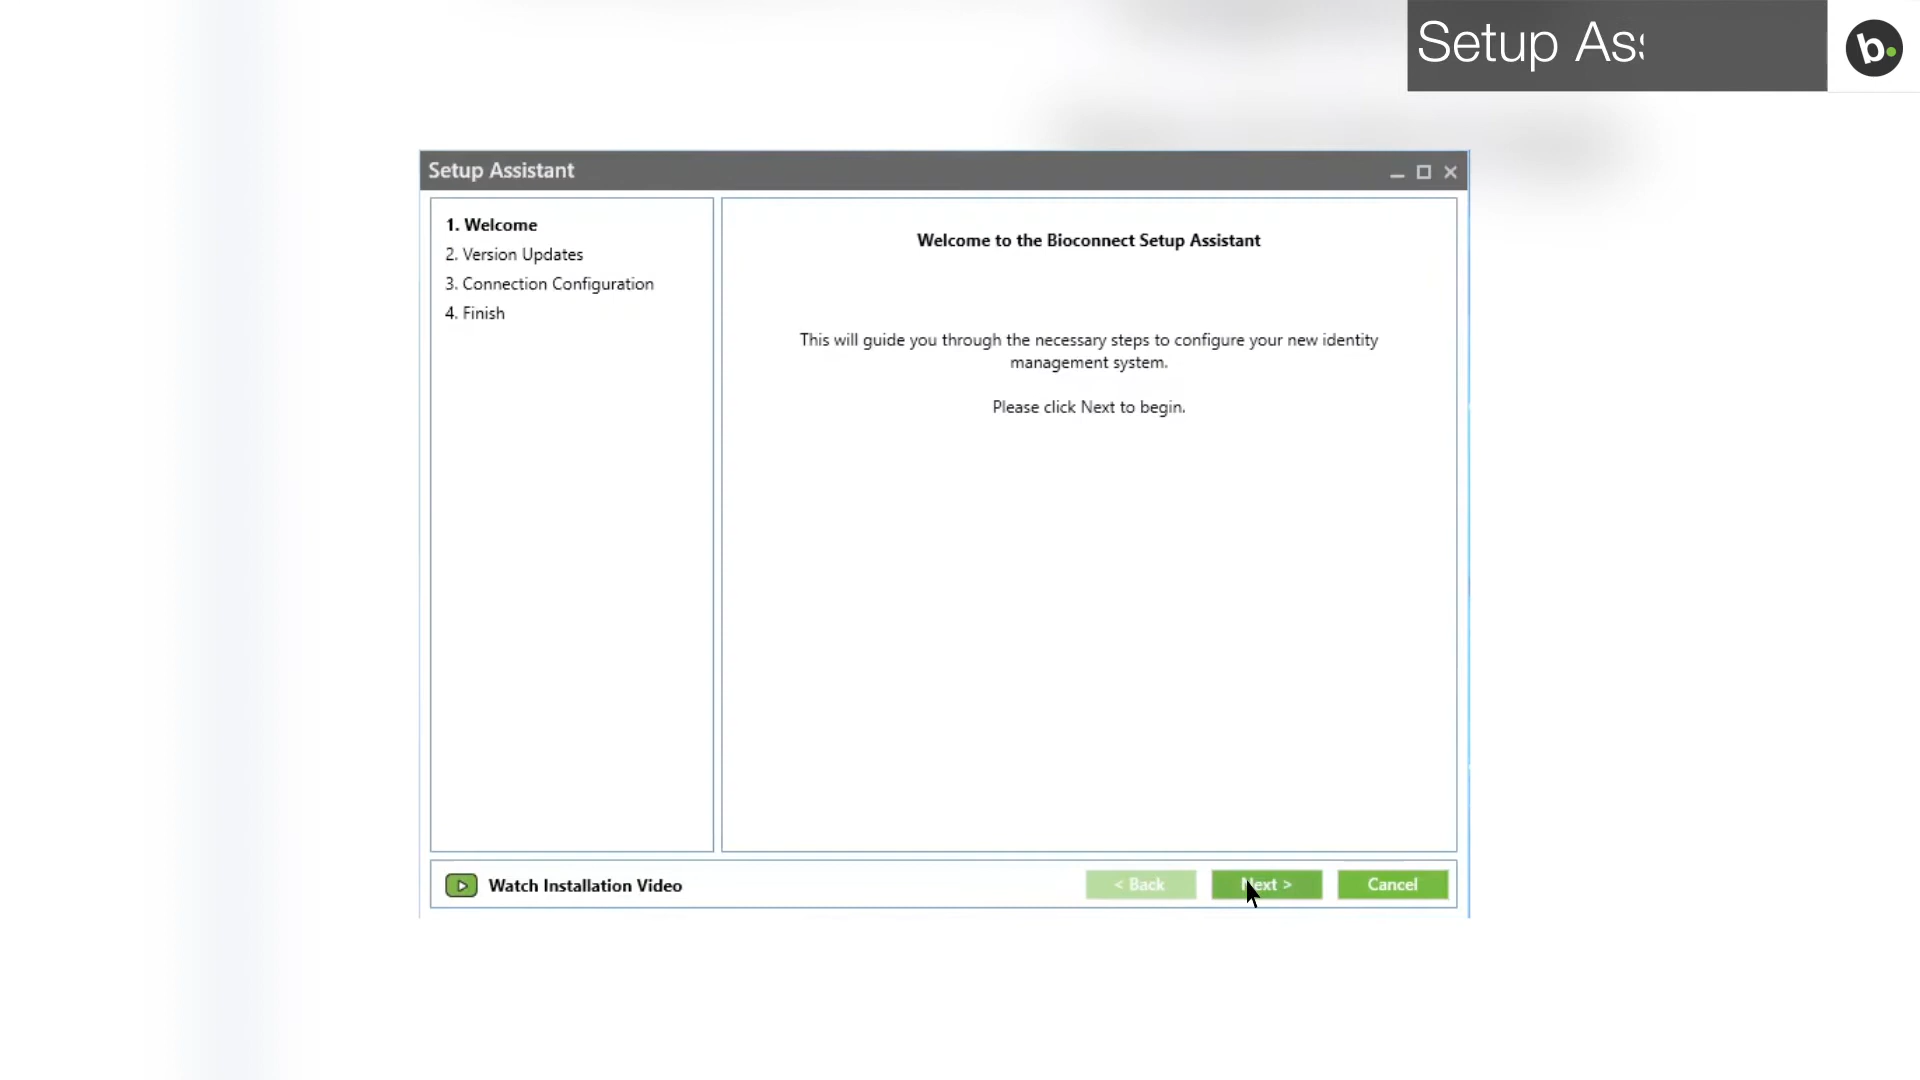 Setup Ass
b.
Setup Assistant
1. Welcome
2. Version Updates
3. Connection Configuration
4. Finish
Welcome to the Bioconnect Setup Assistant
This will guide you through the necessary steps to configure your new identity
management system.
Please click Next to begin.
Watch Installation Video
< Back
Next >
Cancel